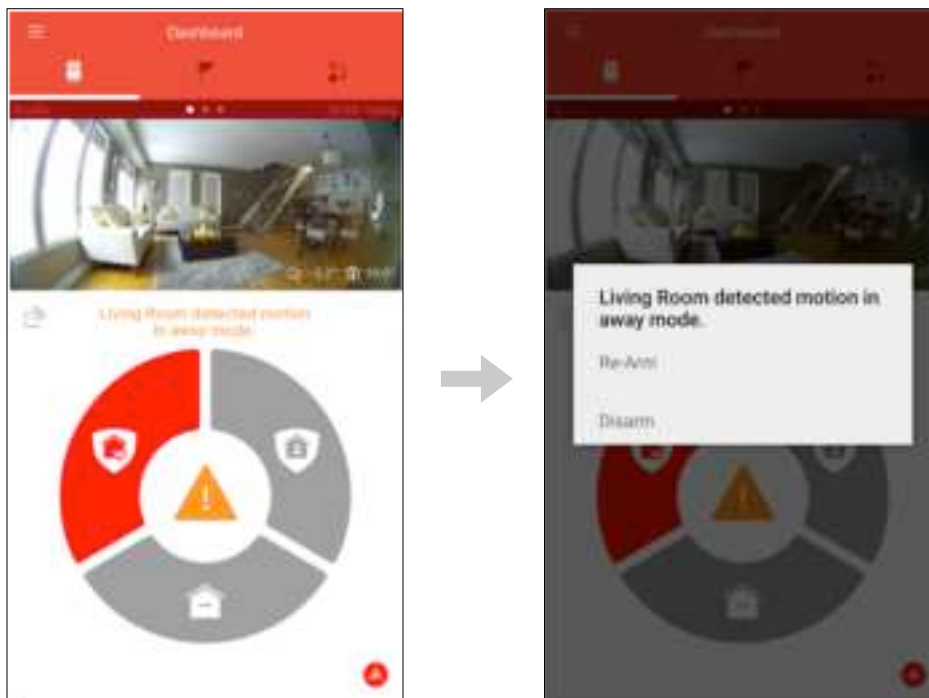 Dashboard
Living Room detected motion
in away mode.
Living Room detected motion in
away mode.
Re-Arm
Disarm